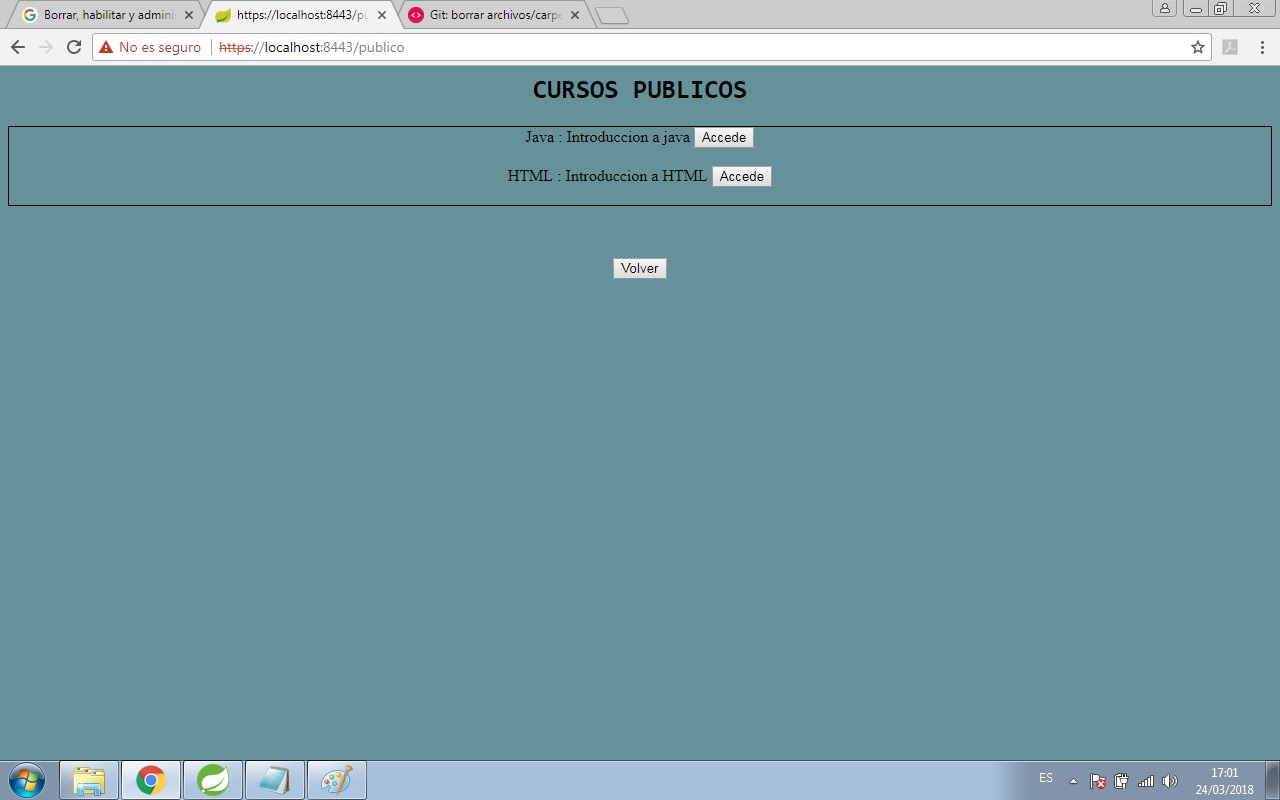 Borrar, habilitar y admini
https://localhost:8443/pu
Git: borrar archivos/carpe
No es seguro
https://localhost:8443/publico
CURSOS PUBLICOS
Java : Introduccion a java Accede
HTML : Introduccion a HTML Accede
Volver
ES
17:01
24/03/2018